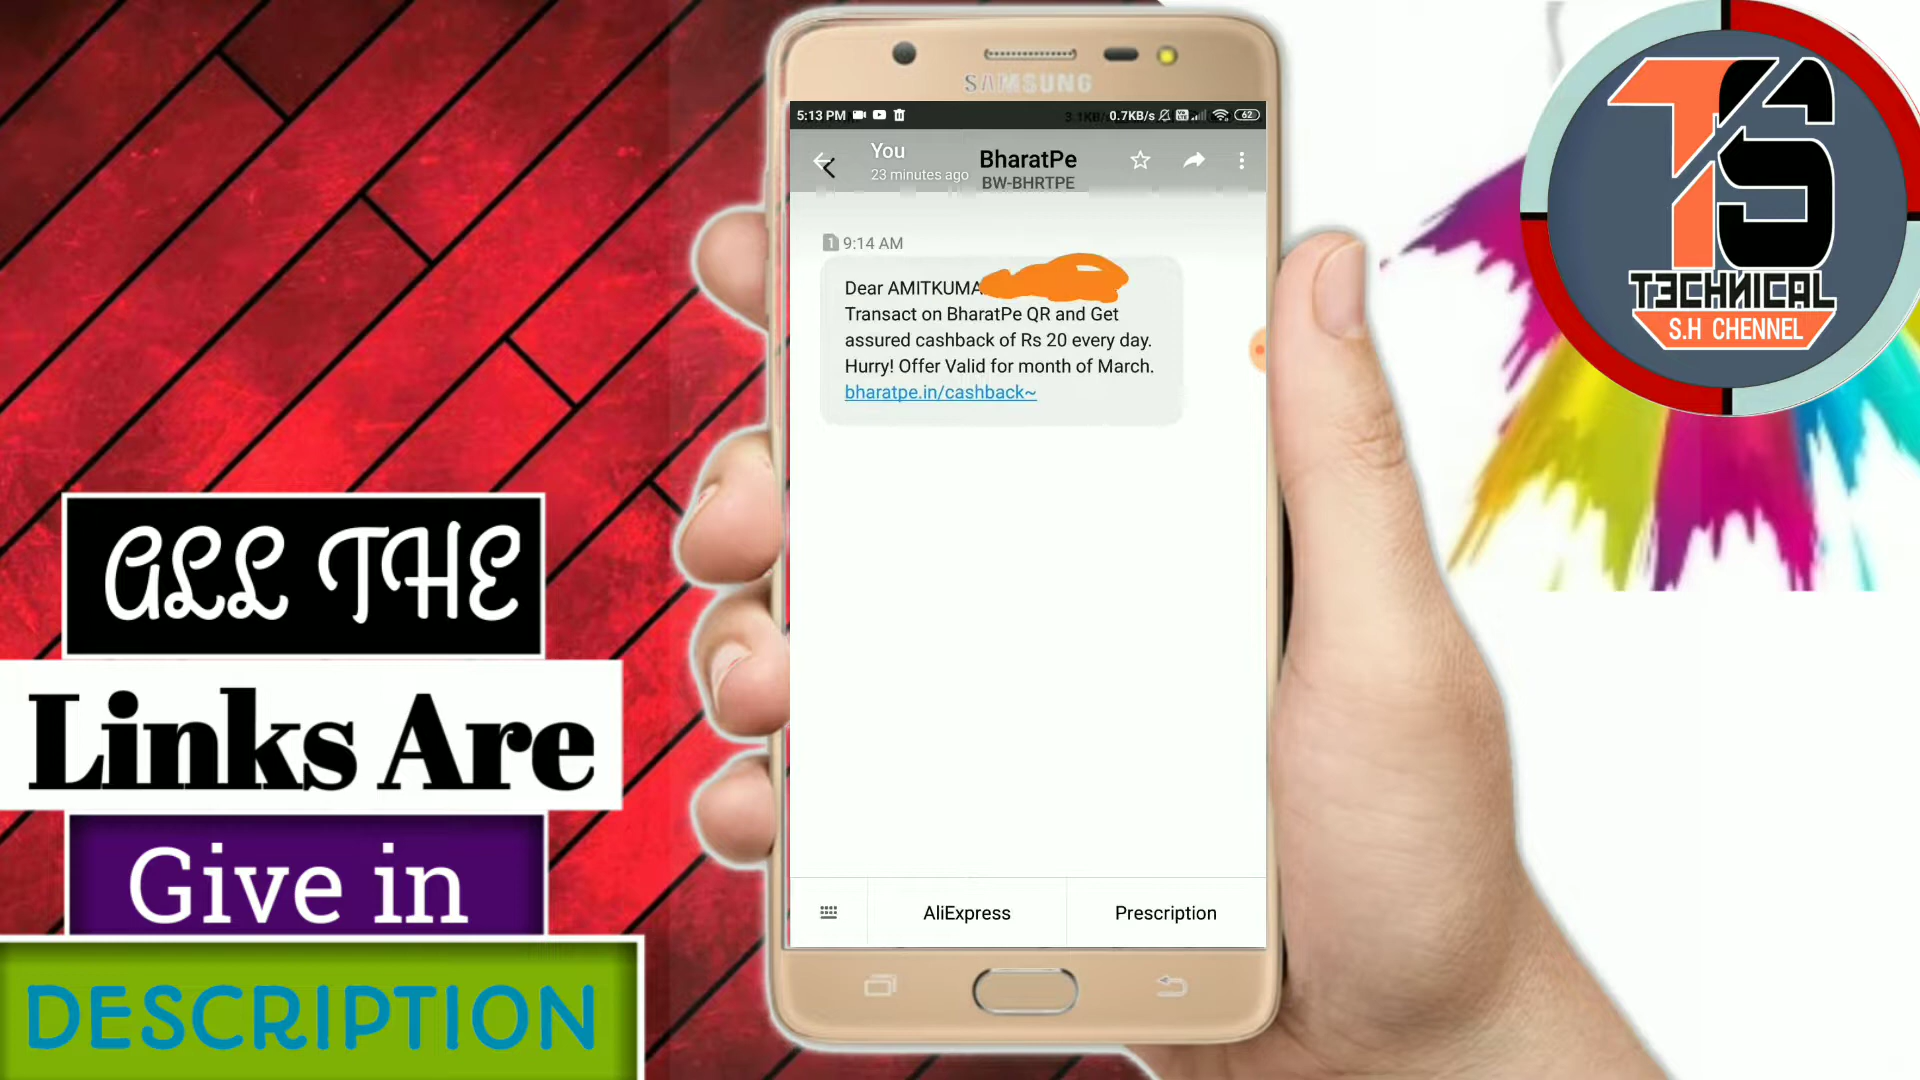 SAMSUNG
5:13 PM
0.7KB/s
62
You
23 minutes ago
BharatPe
BW-BHRTPE
1 9:14 AM
Dear AMITKUMA
Transact on BharatPe QR and Get
assured cashback of Rs 20 every day.
Hurry! Offer Valid for month of March.
bharatpe.in/cashback~
AliExpress
Prescription
ALL THE
Links Are
Give in
DESCRIPTION
TS
TECHNICAL
S.H CHENNEL